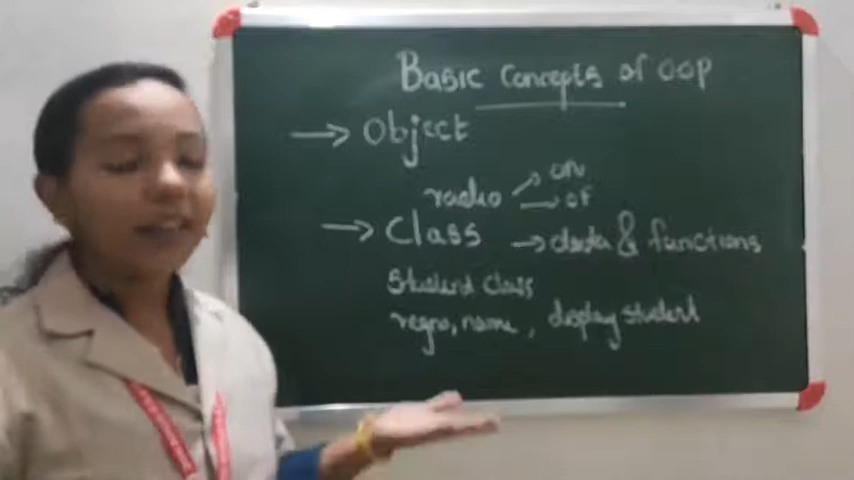 Basic Concepts of OOP
→ Object
radio → on
→ of
→ Class → data & functions
Student class
regno, name, display student